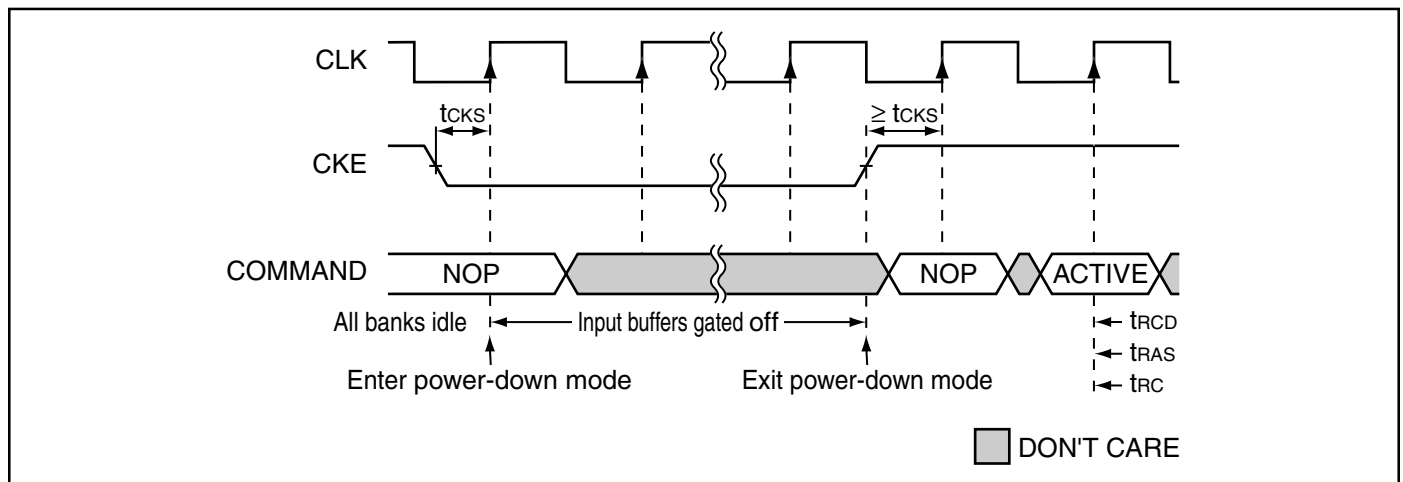 CLK
tCKS
≥ tCKS
CKE
COMMAND
NOP
NOP
ACTIVE
All banks idle
Input buffers gated off
tRCD
tRAS
Enter power-down mode
Exit power-down mode
tRC
DON'T CARE